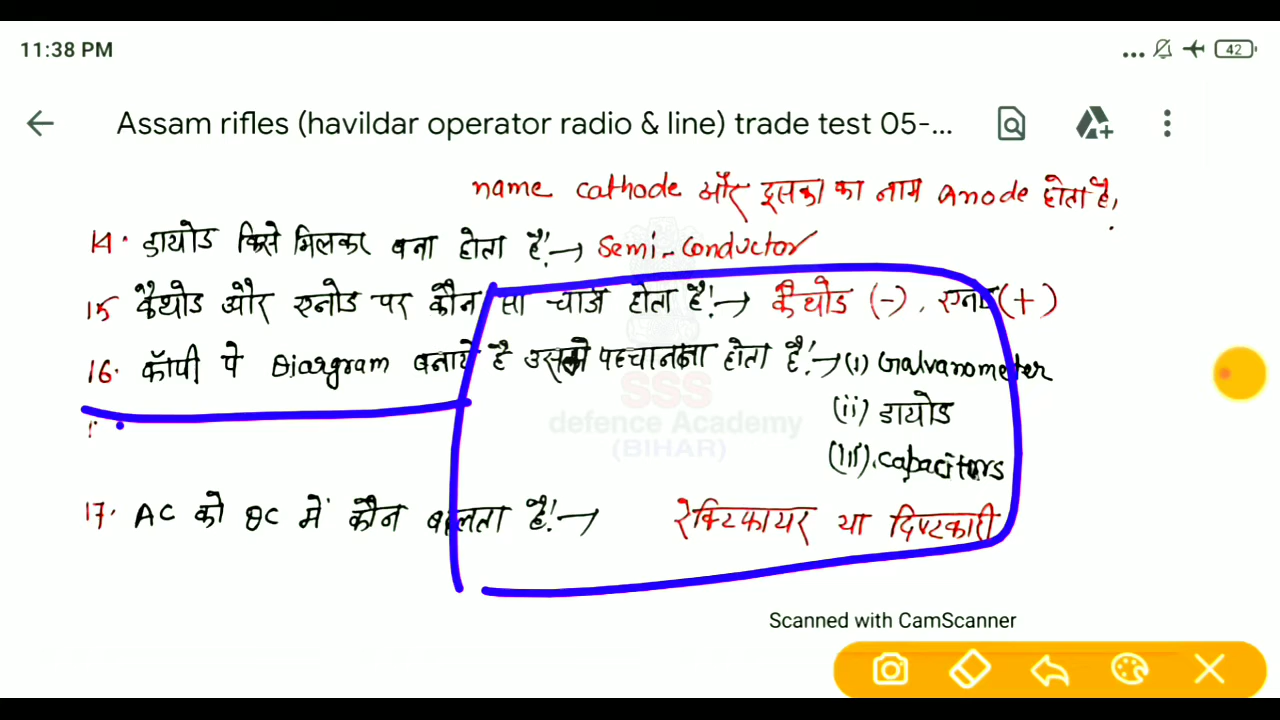 11:38 PM
42
Assam rifles (havildar operator radio & line) trade test 05-...
name cathode और इसका का नाम Anode होता है,
14. डायोड किसे मिलकर बना होता है!→ Semi-Conductor
15 कैथोड और एनोड पर कौन सा चार्ज होता है!→ कैथोड (-), एनोड (+)
16. कॉपी पे Diargram बनाये है उसको पहचानना होता है!→(i) Galvanometer
SSS
(ii) डायोड
defence Academy
(BIHAR)
(iii).capacitors
17. AC को DC में कौन बदलता है!→ रेक्टिफायर या दिष्टकारी
Scanned with CamScanner